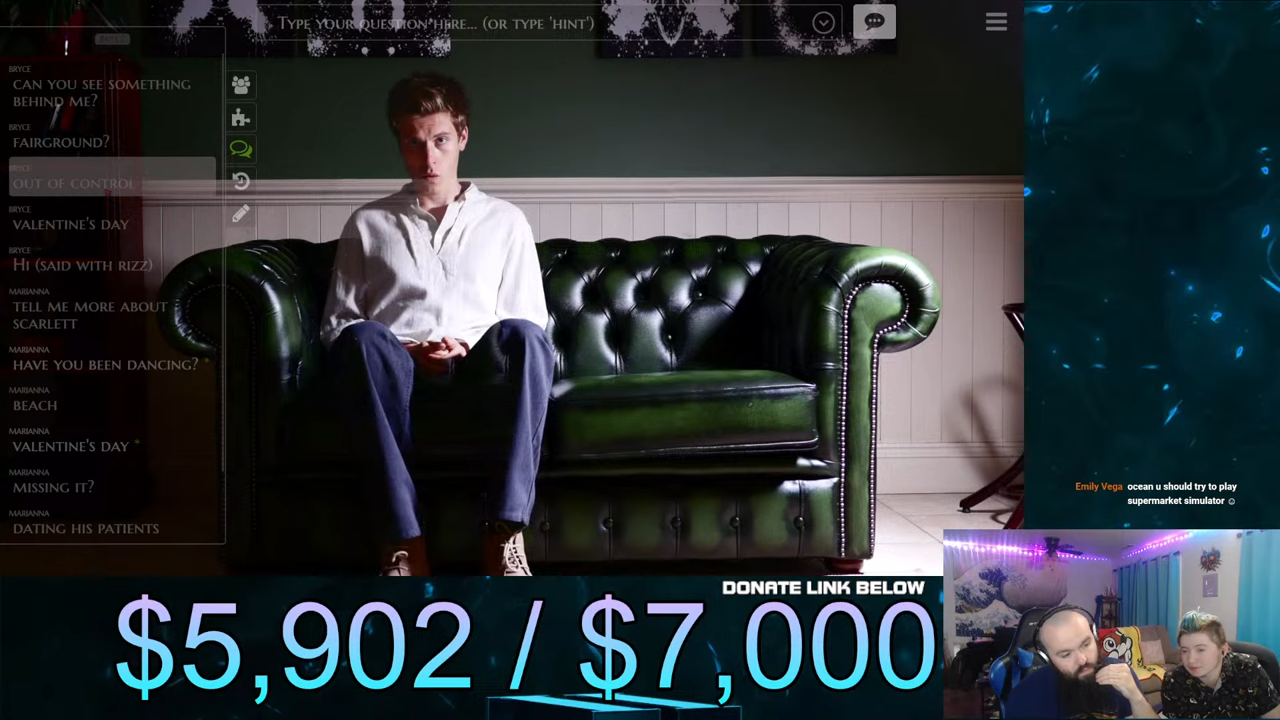 Type your question here... (or type 'hint')
BRYCE
BRYCE
CAN YOU SEE SOMETHING
BEHIND ME?
BRYCE
FAIRGROUND?
BRYCE
OUT OF CONTROL
BRYCE
VALENTINE'S DAY
BRYCE
Hi (said with rizz)
MARIANNA
TELL ME MORE ABOUT
SCARLETT
MARIANNA
HAVE YOU BEEN DANCING? *
MARIANNA
BEACH
MARIANNA
VALENTINE'S DAY *
MARIANNA
MISSING IT?
MARIANNA
DATING HIS PATIENTS
Emily Vega ocean u should try to play
supermarket simulator ☺
DONATE LINK BELOW
$5,902 / $7,000